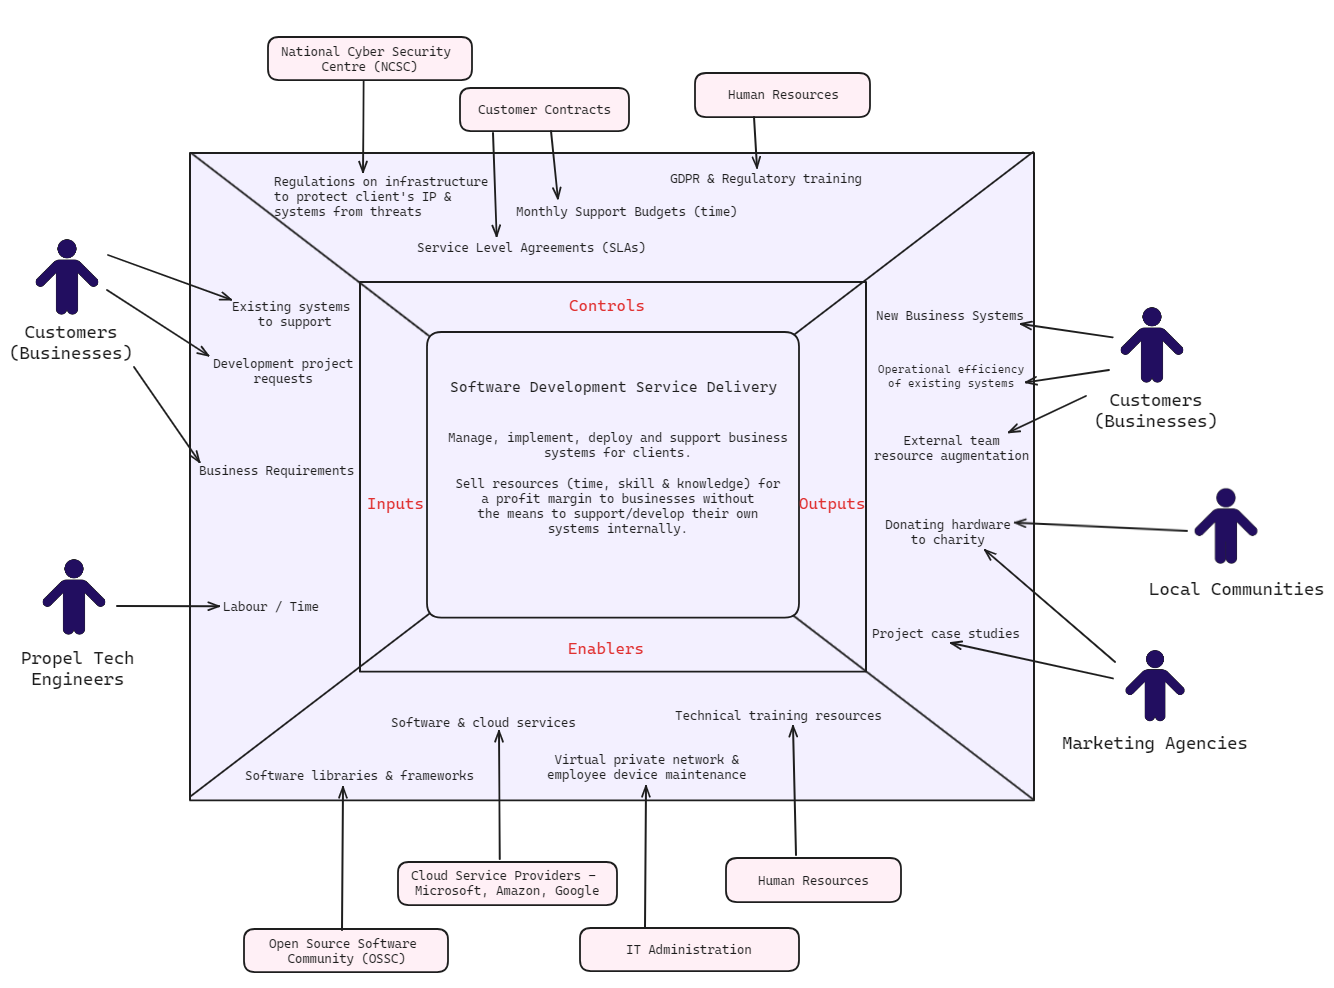 National Cyber Security
Centre (NCSC)
Customer Contracts
Human Resources
Regulations on infrastructure
to protect client's IP &
systems from threats
Monthly Support Budgets (time)
GDPR & Regulatory training
Service Level Agreements (SLAs)
Controls
Customers
(Businesses)
Existing systems
to support
Development project
requests
Business Requirements
Propel Tech
Engineers
Labour / Time
Inputs
Software Development Service Delivery
Manage, implement, deploy and support business
systems for clients.
Sell resources (time, skill & knowledge) for
a profit margin to businesses without
the means to support/develop their own
systems internally.
Outputs
New Business Systems
Operational efficiency
of existing systems
External team
resource augmentation
Donating hardware
to charity
Project case studies
Customers
(Businesses)
Local Communities
Marketing Agencies
Enablers
Software & cloud services
Technical training resources
Software libraries & frameworks
Virtual private network &
employee device maintenance
Cloud Service Providers –
Microsoft, Amazon, Google
Human Resources
Open Source Software
Community (OSSC)
IT Administration